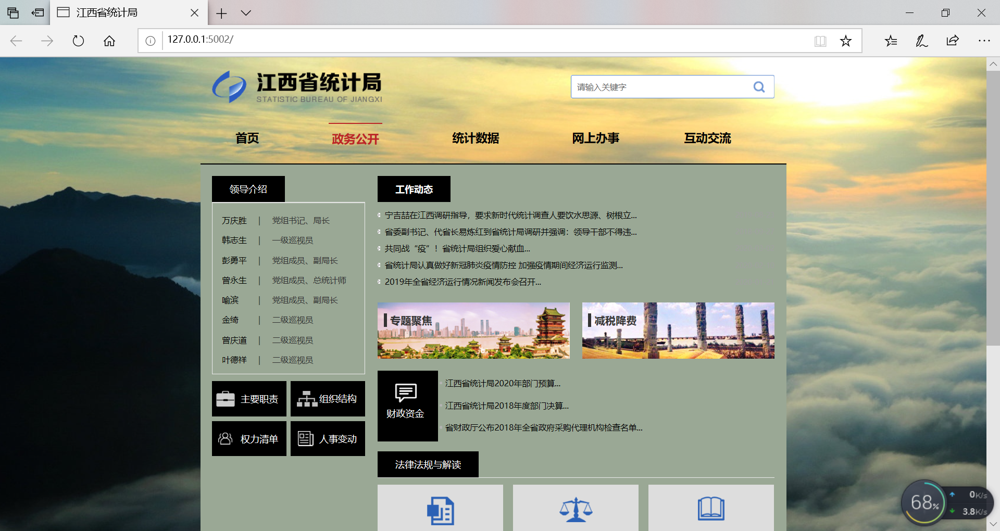 江西省统计局
127.0.0.1:5002/
江西省统计局
STATISTIC BUREAU OF JIANGXI
请输入关键字
首页
政务公开
统计数据
网上办事
互动交流
领导介绍
万庆胜 | 党组书记、局长
韩志生 | 一级巡视员
彭勇平 | 党组成员、副局长
曾永生 | 党组成员、总统计师
喻滨 | 党组成员、副局长
金绮 | 二级巡视员
曾庆道 | 二级巡视员
叶德祥 | 二级巡视员
主要职责
组织结构
权力清单
人事变动
工作动态
宁吉喆在江西调研指导，要求新时代统计调查人要饮水思源、树根立...
省委副书记、代省长易炼红到省统计局调研并强调：领导干部不得违...
共同战“疫”！省统计局组织爱心献血...
省统计局认真做好新冠肺炎疫情防控 加强疫情期间经济运行监测...
2019年全省经济运行情况新闻发布会召开...
专题聚焦
减税降费
财政资金
江西省统计局2020年部门预算...
江西省统计局2018年度部门决算...
省财政厅公布2018年全省政府采购代理机构检查名单...
法律法规与解读
68%
0K/s
3.8K/s